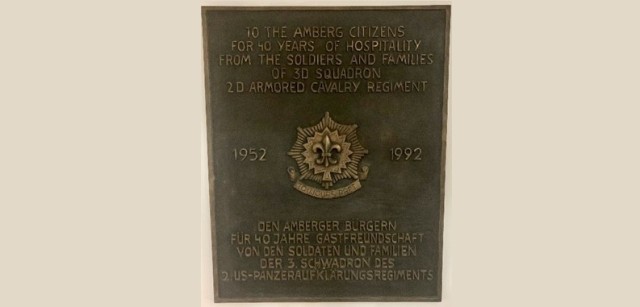 TO THE AMBERG CITIZENS
FOR 40 YEARS OF HOSPITALITY
FROM THE SOLDIERS AND FAMILIES
OF 3D SQUADRON
2D ARMORED CAVALRY REGIMENT
1952 1992
DEN AMBERGER BÜRGERN
FÜR 40 JAHRE GASTFREUNDSCHAFT
VON DEN SOLDATEN UND FAMILIEN
DER 3. SCHWADRON DES
2. US-PANZERAUFKLÄRUNGSREGIMENTS